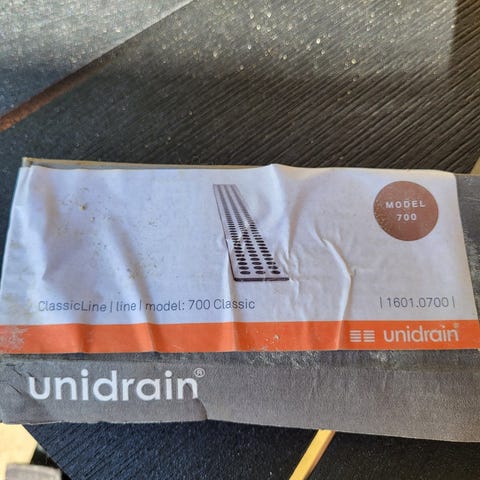 MODEL
700
ClassicLine | line | model: 700 Classic
| 1601.0700 |
unidrain®
unidrain®